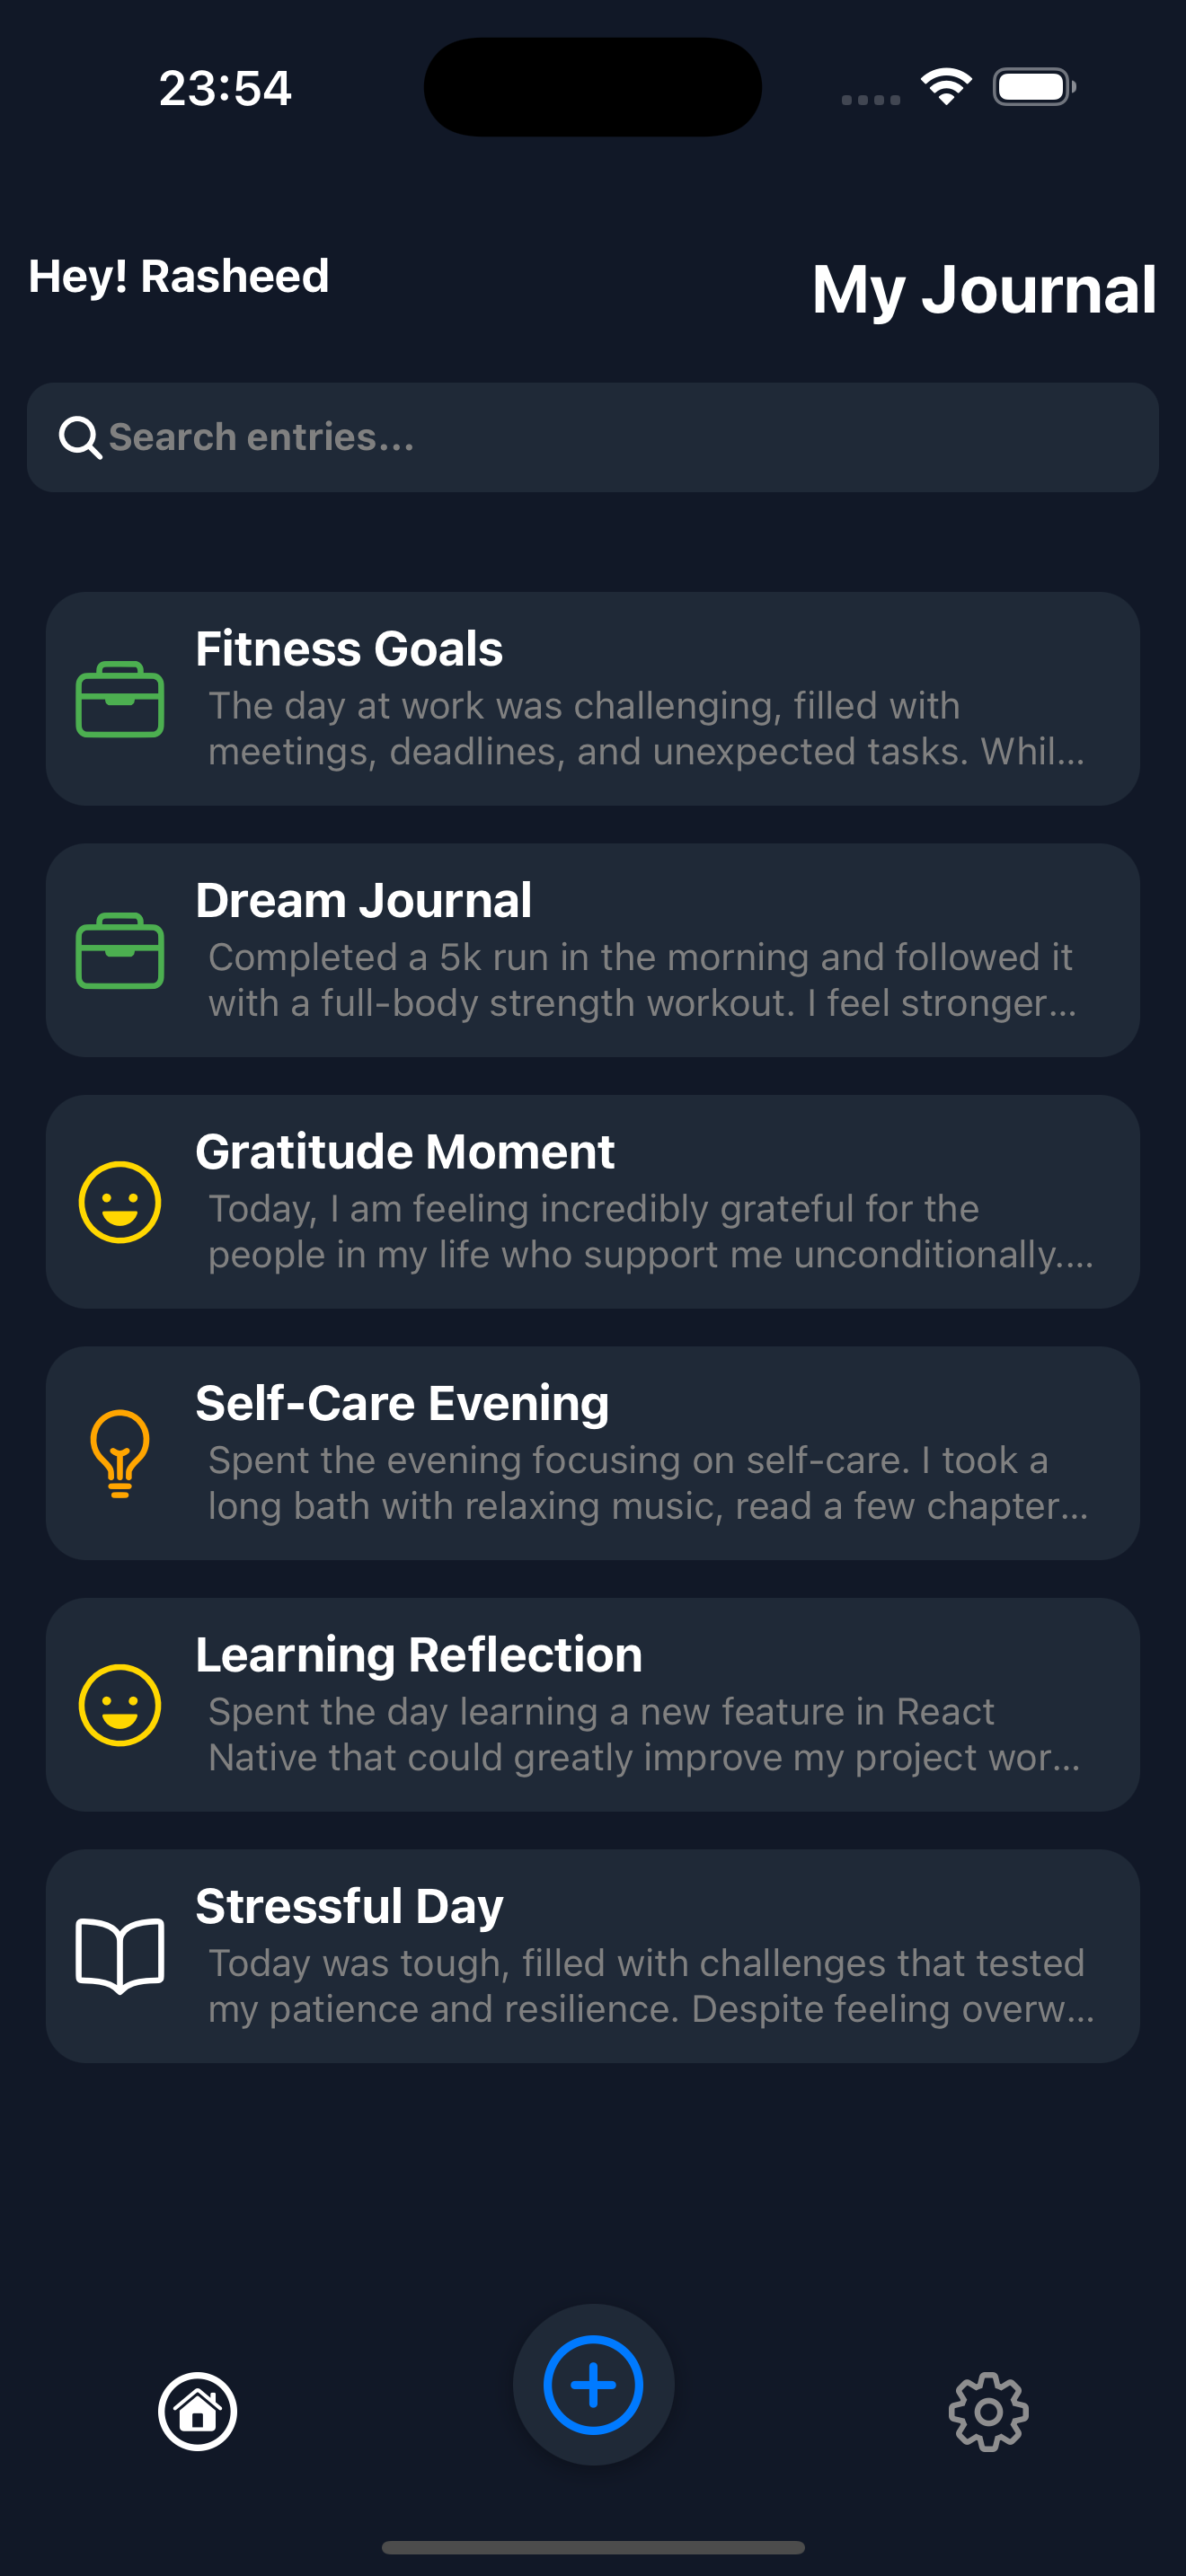 23:54
Hey! Rasheed
My Journal
Search entries...
Fitness Goals
The day at work was challenging, filled with
meetings, deadlines, and unexpected tasks. Whil...
Dream Journal
Completed a 5k run in the morning and followed it
with a full-body strength workout. I feel stronger...
Gratitude Moment
Today, I am feeling incredibly grateful for the
people in my life who support me unconditionally....
Self-Care Evening
Spent the evening focusing on self-care. I took a
long bath with relaxing music, read a few chapter...
Learning Reflection
Spent the day learning a new feature in React
Native that could greatly improve my project wor...
Stressful Day
Today was tough, filled with challenges that tested
my patience and resilience. Despite feeling overw...